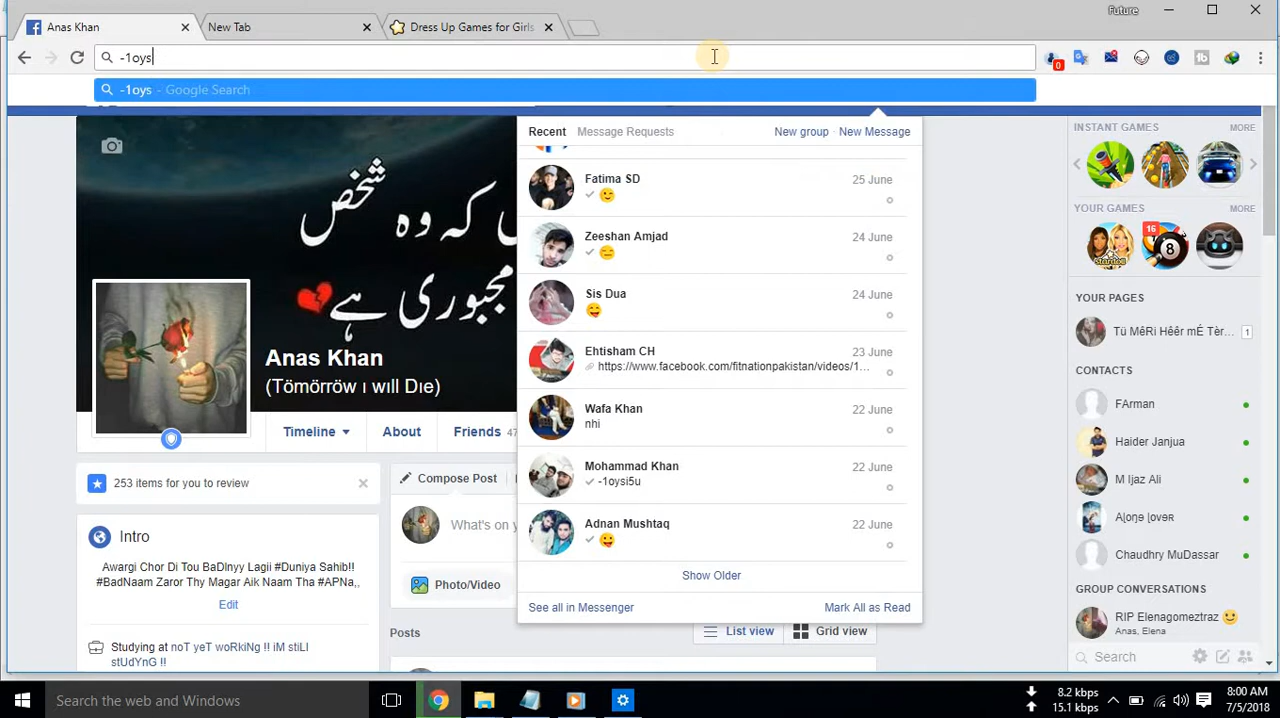 Future
Anas Khan
New Tab
Dress Up Games for Girls
-1oys
0
-1oys - Google Search
Recent
Message Requests
New group · New Message
Fatima SD
25 June
Zeeshan Amjad
24 June
Sis Dua
24 June
Ehtisham CH
23 June
https://www.facebook.com/fitnationpakistan/videos/1...
Wafa Khan
22 June
nhi
Mohammad Khan
22 June
-1oysi5u
Adnan Mushtaq
22 June
Show Older
See all in Messenger
Mark All as Read
کہ وہ شخص
مجبوری ہے
Anas Khan
(Tömörröw ı wıll Dıe)
Timeline
About
Friends
253 items for you to review
Intro
Awargi Chor Di Tou BaDlnyy Lagii #Duniya Sahib!!
#BadNaam Zaror Thy Magar Aik Naam Tha #APNa,,
Edit
Studying at noT yeT woRkiNg !! iM stiLl
stUdYnG !!
Compose Post
What's on y
Photo/Video
Posts
List view
Grid view
INSTANT GAMES
MORE
YOUR GAMES
MORE
stardoll
16
8
YOUR PAGES
Tü MêRi Hêêr mÉ Tèr...
1
CONTACTS
FArman
Haider Janjua
M Ijaz Ali
Chaudhry MuDassar
GROUP CONVERSATIONS
RIP Elenagomeztraz
Anas, Elena
Search
Search the web and Windows
8.2 kbps
15.1 kbps
8:00 AM
7/5/2018